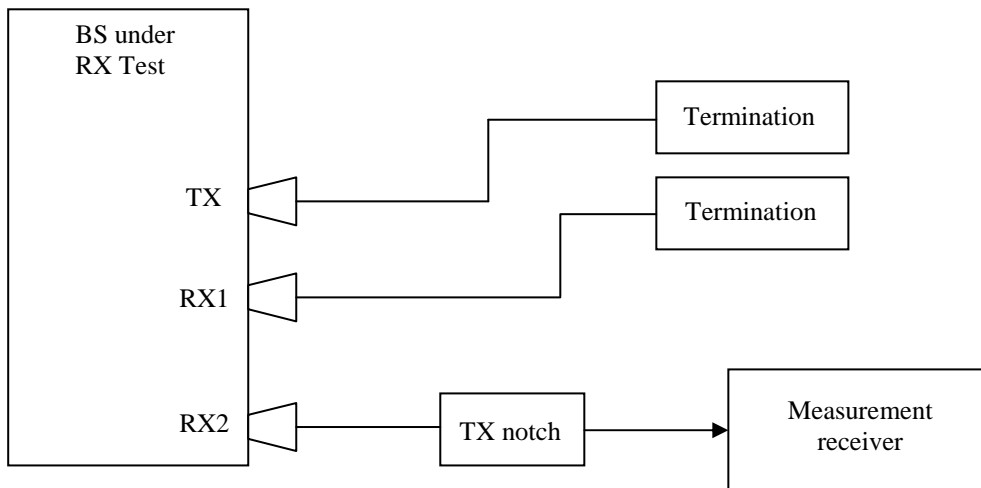 BS under
RX Test
Termination
TX
Termination
RX1
RX2
TX notch
Measurement
receiver